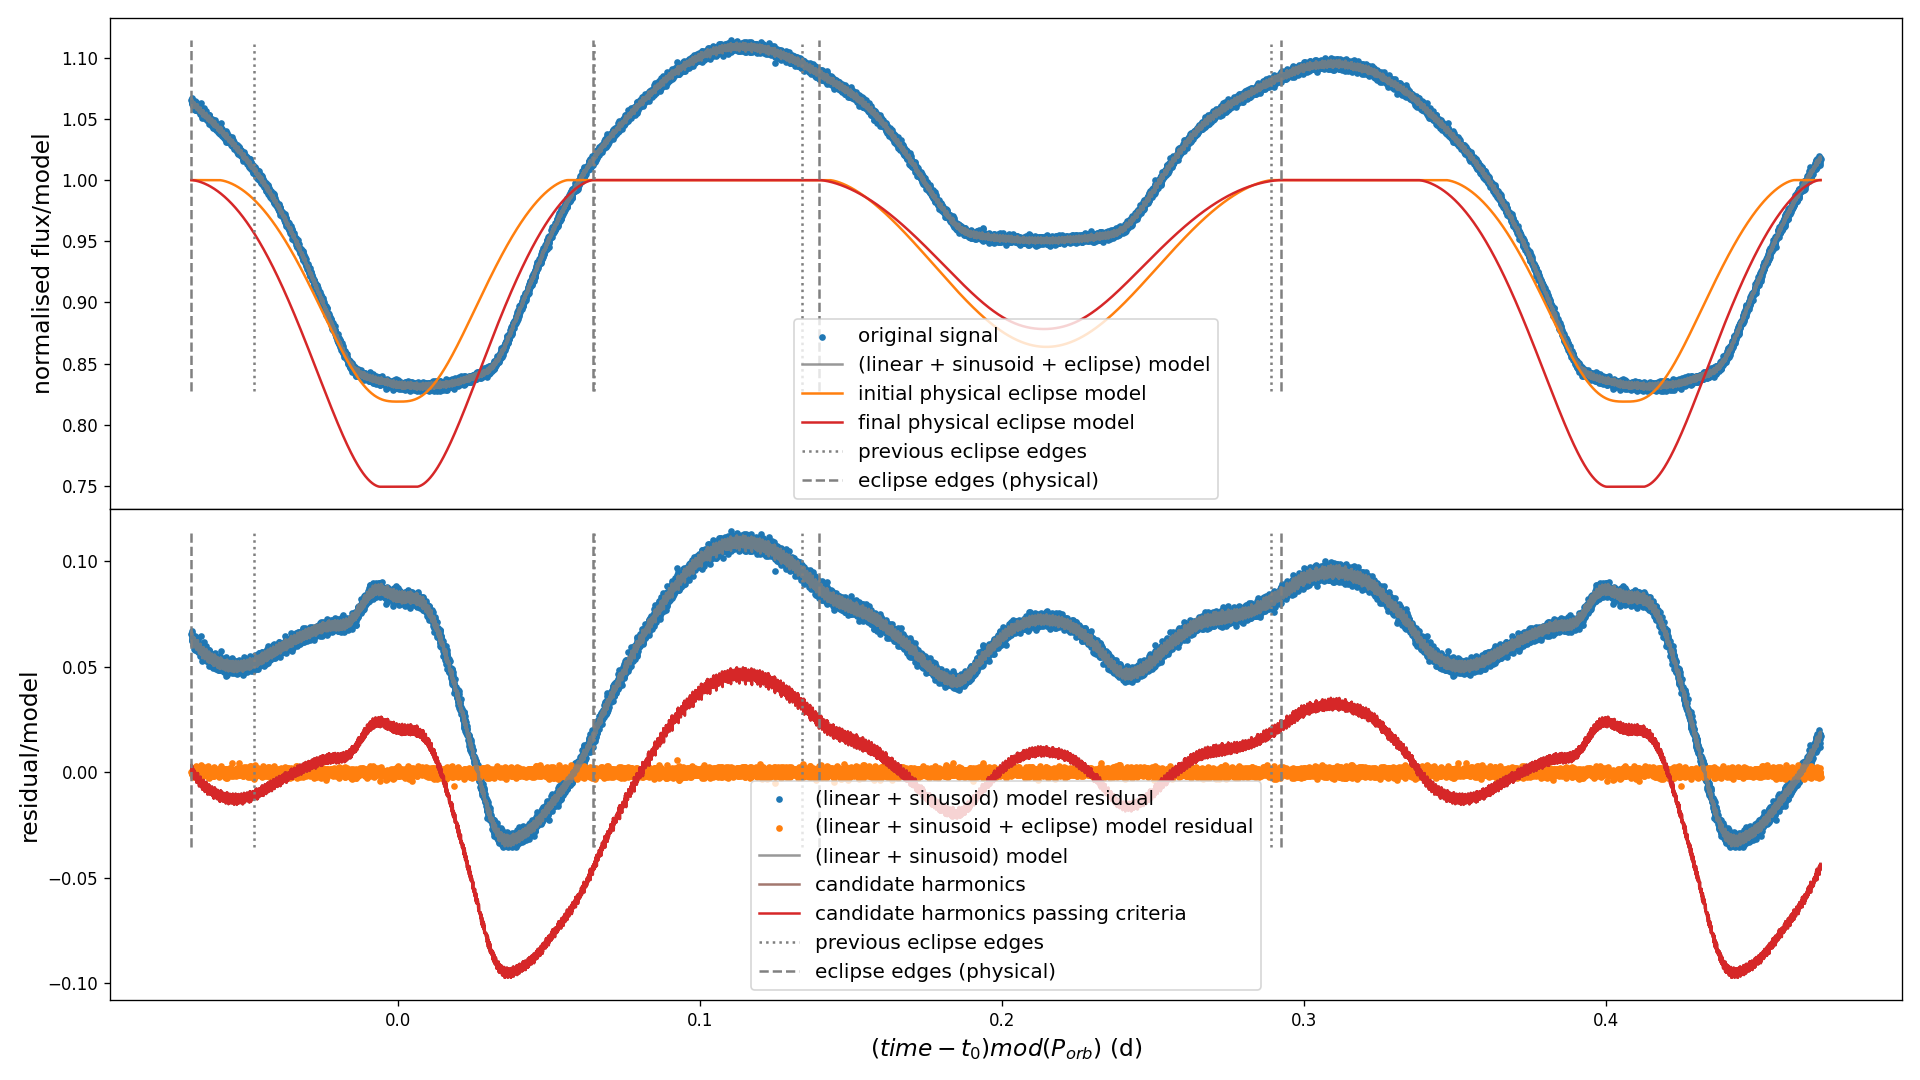 normalised flux/model
1.10
1.05
1.00
0.95
0.90
0.85
0.80
0.75
original signal
(linear + sinusoid + eclipse) model
initial physical eclipse model
final physical eclipse model
previous eclipse edges
eclipse edges (physical)
residual/model
0.10
0.05
0.00
−0.05
−0.10
(linear + sinusoid) model residual
(linear + sinusoid + eclipse) model residual
(linear + sinusoid) model
candidate harmonics
candidate harmonics passing criteria
previous eclipse edges
eclipse edges (physical)
0.0 0.1 0.2 0.3 0.4
(time − t₀)mod(Pₒᵣb) (d)